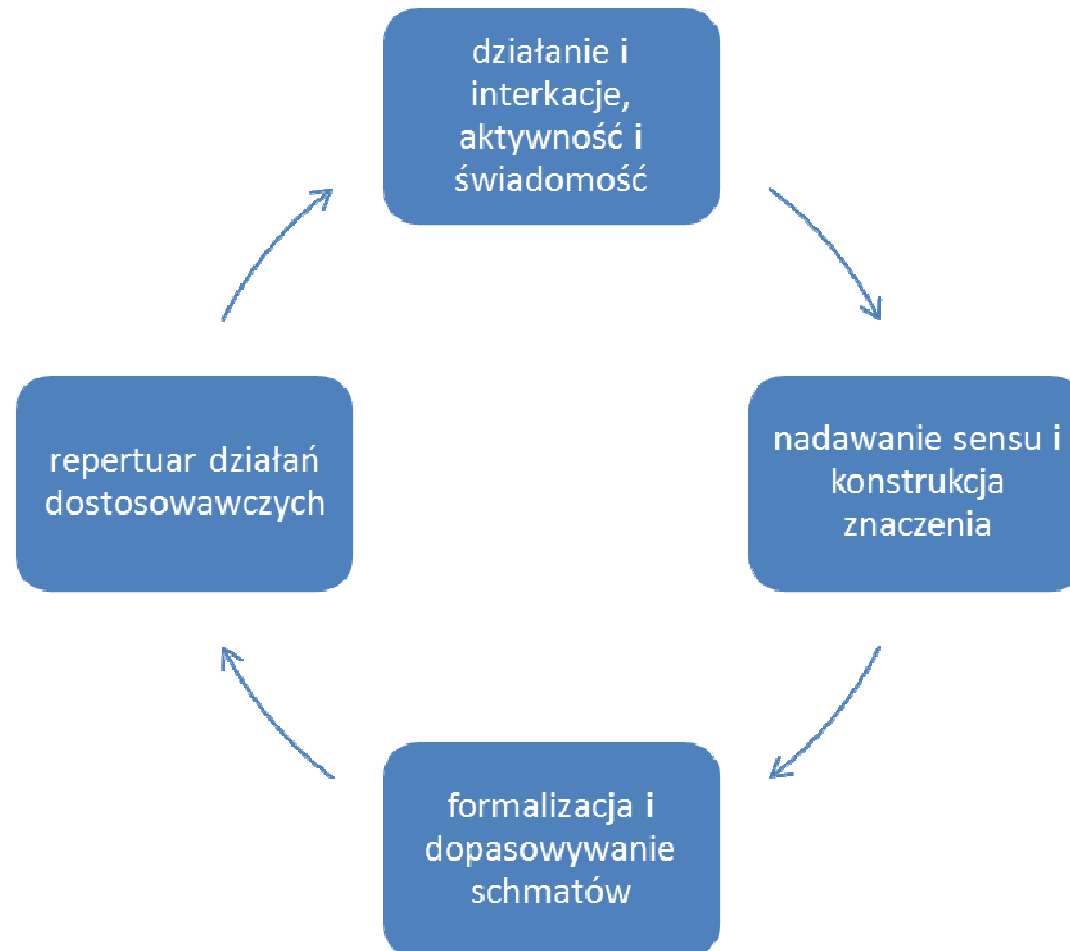 działanie i
interkacje,
aktywność i
świadomość
nadawanie sensu i
konstrukcja
znaczenia
formalizacja i
dopasowywanie
schmatów
repertuar działań
dostosowawczych